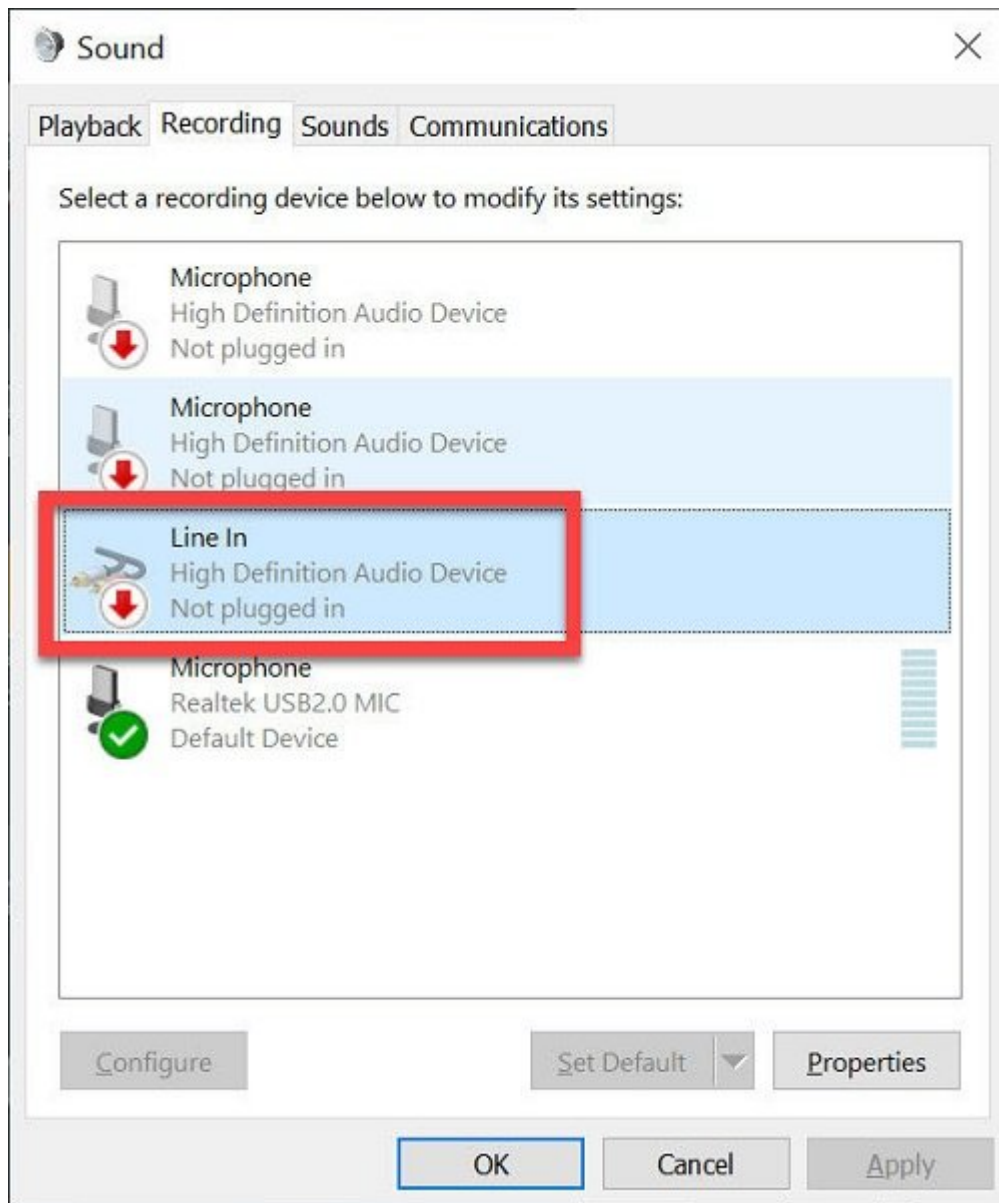 Sound
Playback Recording Sounds Communications
Select a recording device below to modify its settings:
Microphone
High Definition Audio Device
Not plugged in
Microphone
High Definition Audio Device
Not plugged in
Line In
High Definition Audio Device
Not plugged in
Microphone
Realtek USB2.0 MIC
Default Device
Configure Set Default Properties
OK Cancel Apply